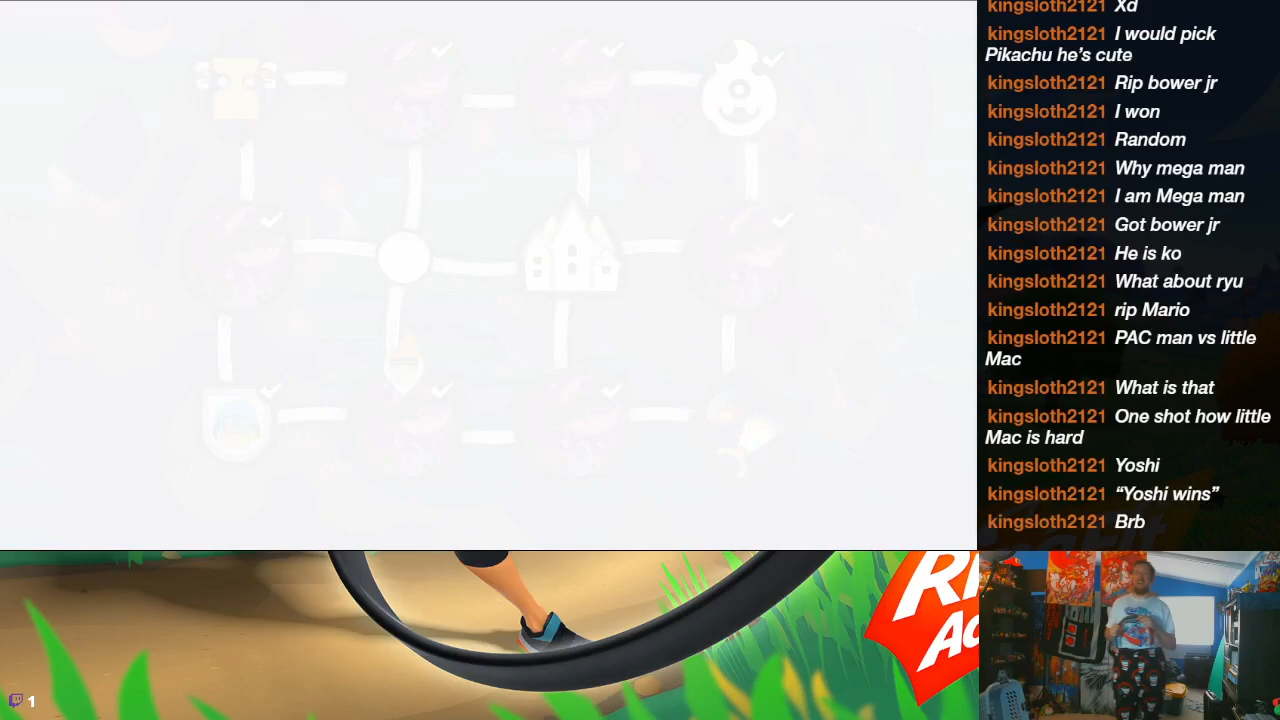 kingsloth2121 Xd
kingsloth2121 I would pick
Pikachu he's cute
kingsloth2121 Rip bower jr
kingsloth2121 I won
kingsloth2121 Random
kingsloth2121 Why mega man
kingsloth2121 I am Mega man
kingsloth2121 Got bower jr
kingsloth2121 He is ko
kingsloth2121 What about ryu
kingsloth2121 rip Mario
kingsloth2121 PAC man vs little
Mac
kingsloth2121 What is that
kingsloth2121 One shot how little
Mac is hard
kingsloth2121 Yoshi
kingsloth2121 “Yoshi wins”
kingsloth2121 Brb
1